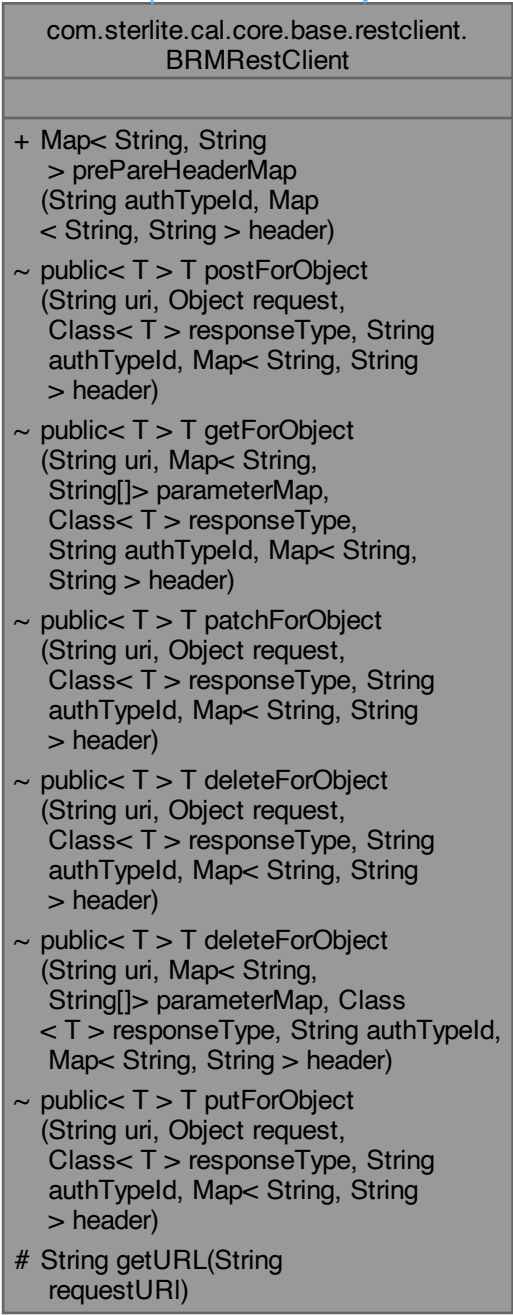 com.sterlite.cal.core.base.restclient.
BRMRestClient
+ Map< String, String
> prePareHeaderMap
(String authTypeId, Map
< String, String > header)
~ public< T > T postForObject
(String uri, Object request,
Class< T > responseType, String
authTypeId, Map< String, String
> header)
~ public< T > T getForObject
(String uri, Map< String,
String[]> parameterMap,
Class< T > responseType,
String authTypeId, Map< String,
String > header)
~ public< T > T patchForObject
(String uri, Object request,
Class< T > responseType, String
authTypeId, Map< String, String
> header)
~ public< T > T deleteForObject
(String uri, Object request,
Class< T > responseType, String
authTypeId, Map< String, String
> header)
~ public< T > T deleteForObject
(String uri, Map< String,
String[]> parameterMap, Class
< T > responseType, String authTypeId,
Map< String, String > header)
~ public< T > T putForObject
(String uri, Object request,
Class< T > responseType, String
authTypeId, Map< String, String
> header)
# String getURL(String
requestURI)